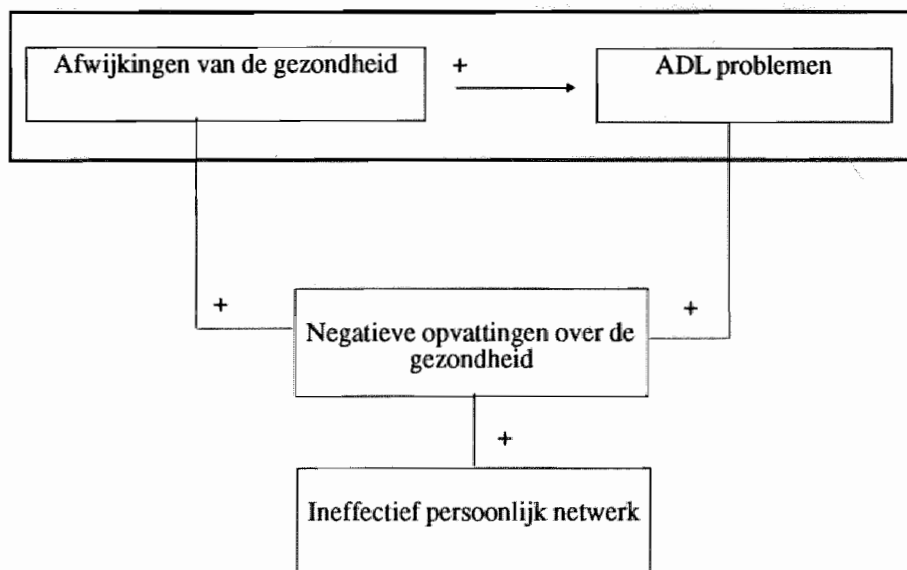 Afwijkingen van de gezondheid
+
ADL problemen
+
+
Negatieve opvattingen over de
gezondheid
+
Ineffectief persoonlijk netwerk